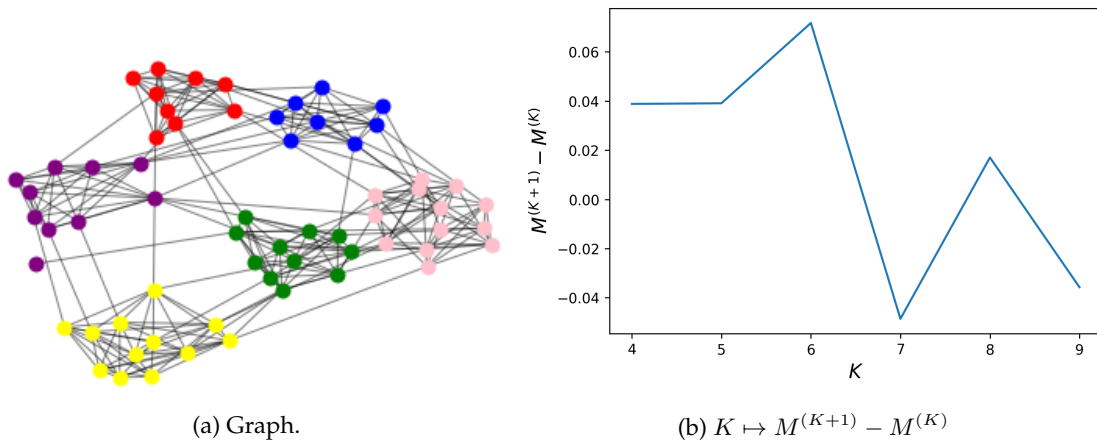 0.06
0.04
0.02
0.00
−0.02
−0.04
M^{(K+1)} − M^{(K)}
4 5 6 7 8 9
K
(a) Graph.
(b) K ↦ M^{(K+1)} − M^{(K)}